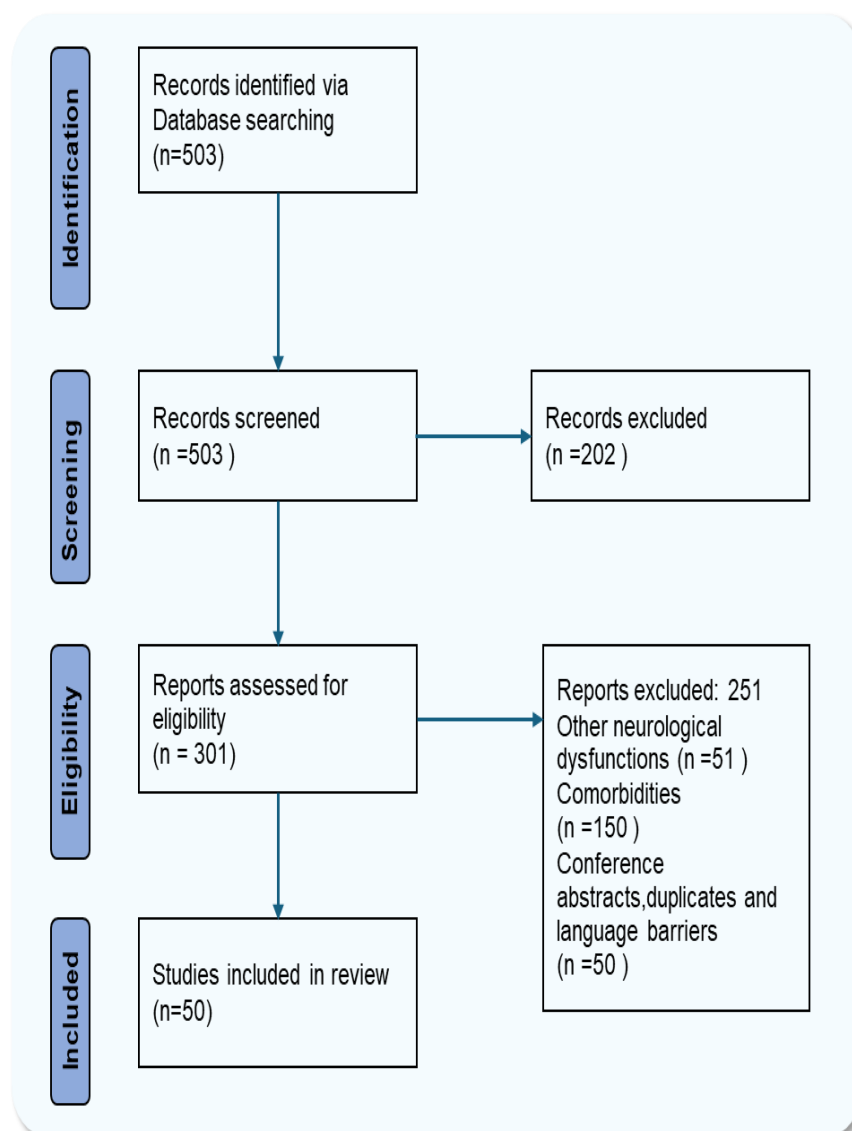 Identification
Records identified via
Database searching
(n=503)
Screening
Records screened
(n =503 )
Records excluded
(n =202 )
Eligibility
Reports assessed for
eligibility
(n = 301)
Reports excluded: 251
Other neurological
dysfunctions (n =51 )
Comorbidities
(n =150 )
Conference
abstracts,duplicates and
language barriers
(n =50 )
Included
Studies included in review
(n=50)